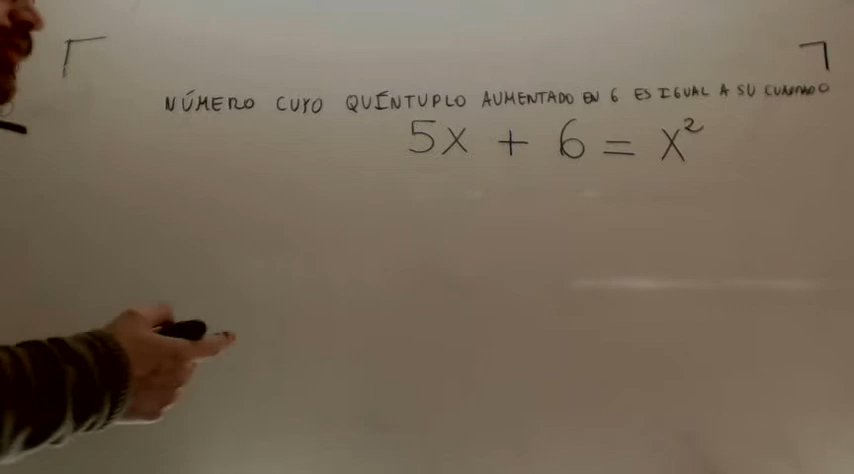 NÚMERO CUYO QUÍNTUPLO AUMENTADO EN 6 ES IGUAL A SU CUADRADO
5x + 6 = x²